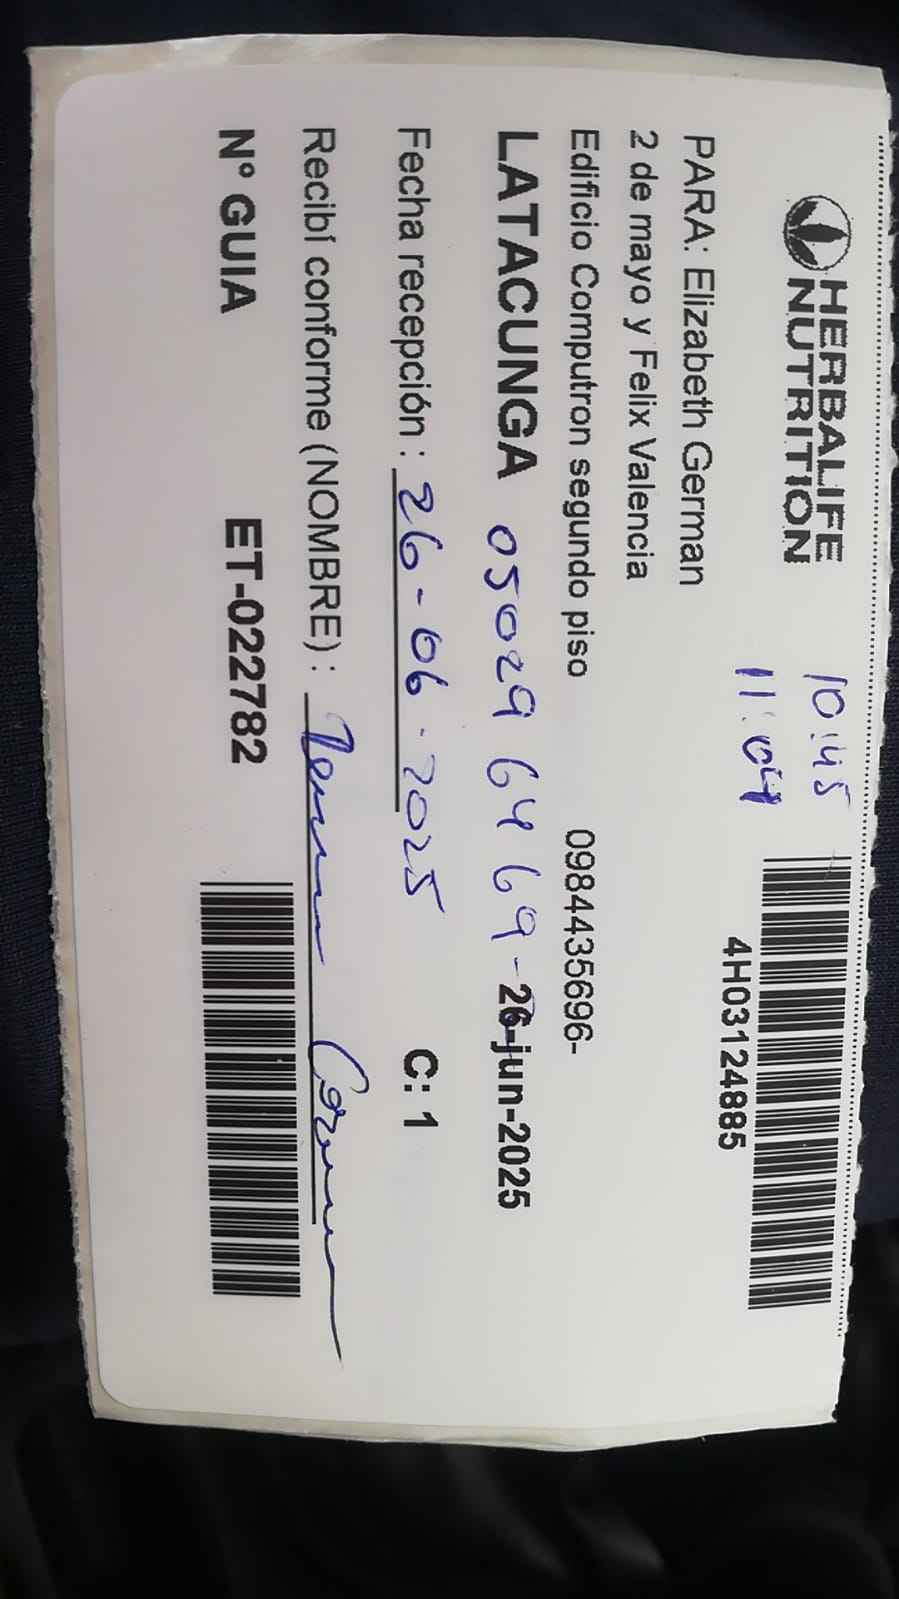 HERBALIFE
NUTRITION
10:45
11:04
4H03124885
PARA: Elizabeth German
2 de mayo y Felix Valencia
Edificio Computron segundo piso 0984435696-
LATACUNGA 050296469-26-jun-2025
Fecha recepción : 26-06-2025 C: 1
Recibí conforme (NOMBRE) :
N° GUIA ET-022782